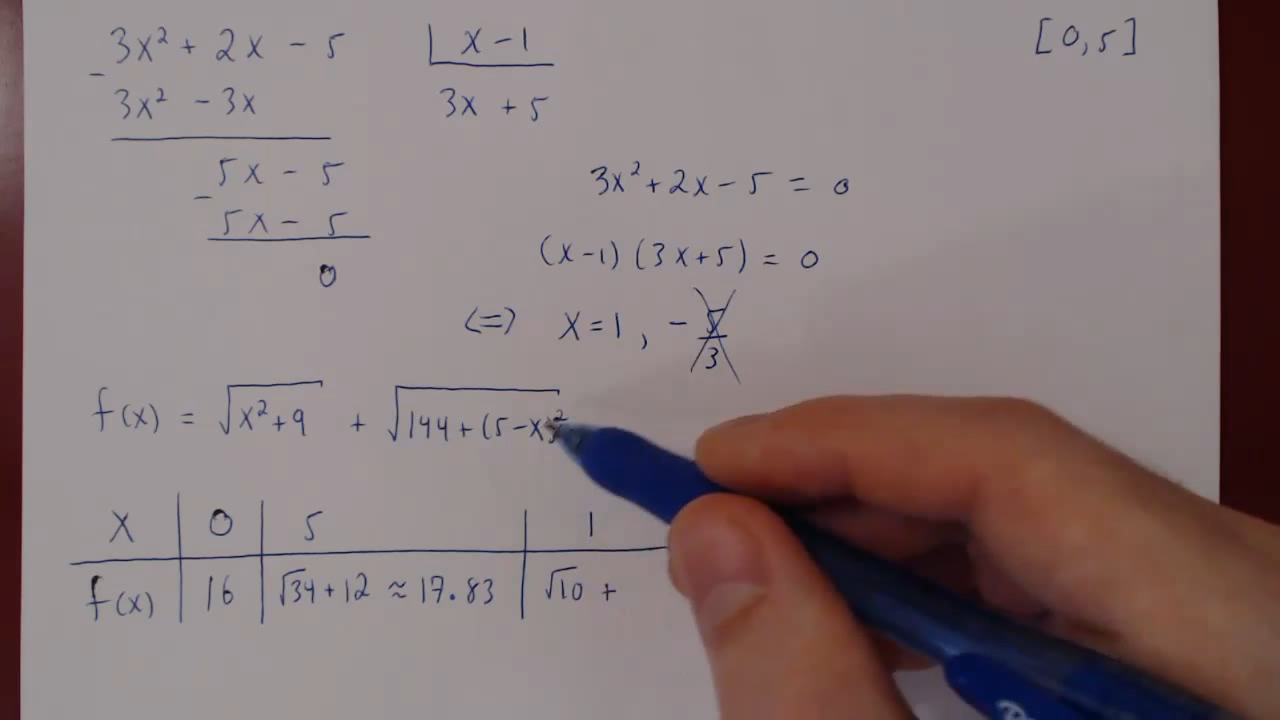 3x² + 2x - 5 x - 1 [0,5]
- 3x² - 3x 3x + 5
5x - 5
- 5x - 5
0
3x² + 2x - 5 = 0
(x-1)(3x+5) = 0
<=> x = 1, - 5/3
f(x) = √x²+9 + √144+(5-x)²
x 0 5 1
f(x) 16 √34+12 ≈ 17.83 √10 +